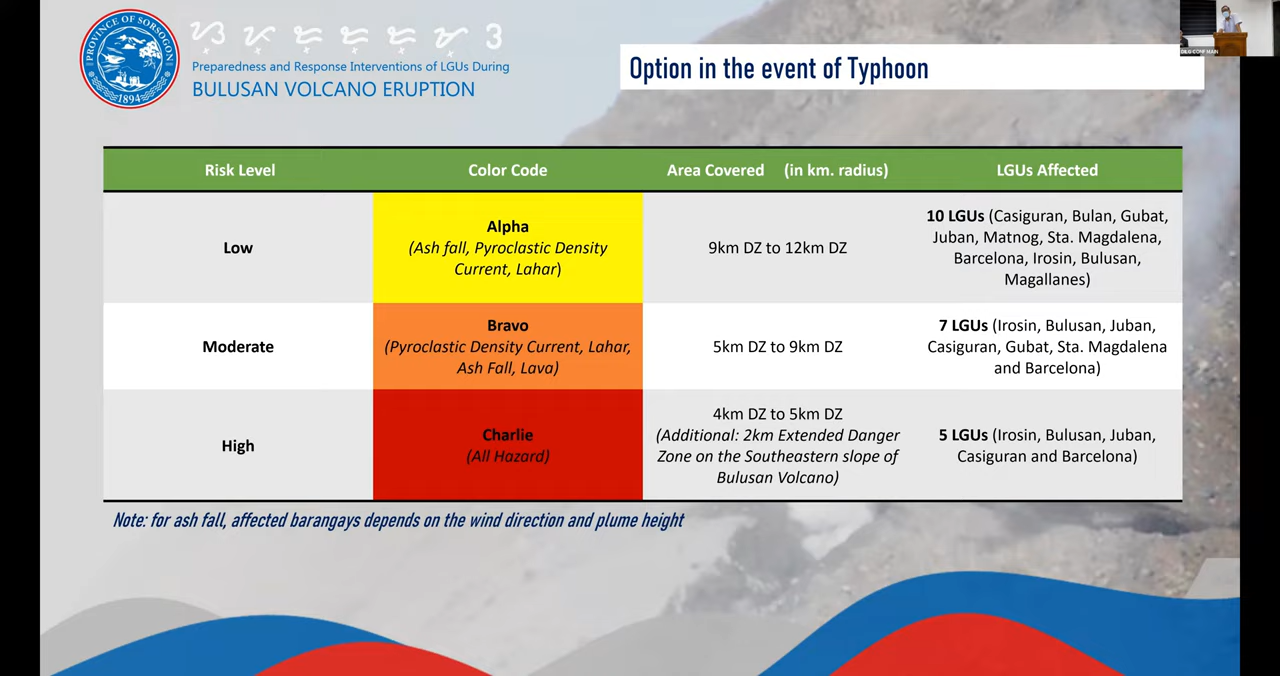 PROVINCE OF SORSOGON
1894
Preparedness and Response Interventions of LGUs During
BULUSAN VOLCANO ERUPTION
Option in the event of Typhoon
Risk Level
Color Code
Area Covered (in km. radius)
LGUs Affected
Low
Alpha
(Ash fall, Pyroclastic Density
Current, Lahar)
9km DZ to 12km DZ
10 LGUs (Casiguran, Bulan, Gubat,
Juban, Matnog, Sta. Magdalena,
Barcelona, Irosin, Bulusan,
Magallanes)
Moderate
Bravo
(Pyroclastic Density Current, Lahar,
Ash Fall, Lava)
5km DZ to 9km DZ
7 LGUs (Irosin, Bulusan, Juban,
Casiguran, Gubat, Sta. Magdalena
and Barcelona)
High
Charlie
(All Hazard)
4km DZ to 5km DZ
(Additional: 2km Extended Danger
Zone on the Southeastern slope of
Bulusan Volcano)
5 LGUs (Irosin, Bulusan, Juban,
Casiguran and Barcelona)
Note: for ash fall, affected barangays depends on the wind direction and plume height